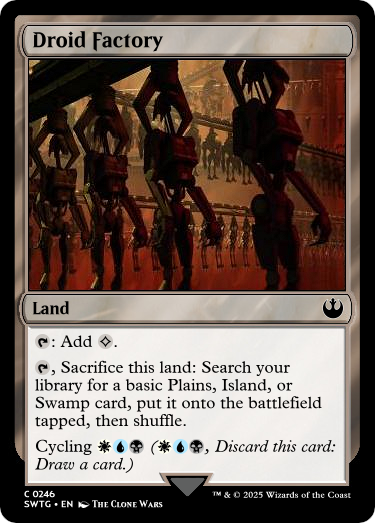 Droid Factory
Land
: Add .
, Sacrifice this land: Search your
library for a basic Plains, Island, or
Swamp card, put it onto the battlefield
tapped, then shuffle.
Cycling (, Discard this card:
Draw a card.)
C 0246
SWTG • EN The Clone Wars
™ & © 2025 Wizards of the Coast